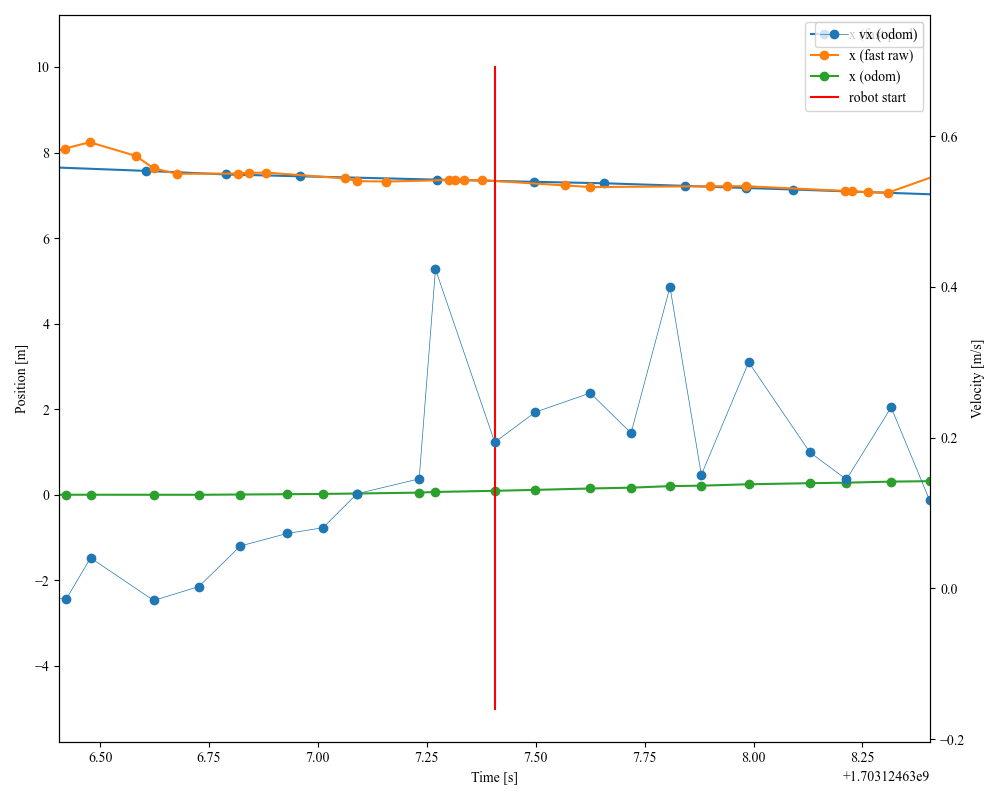 vx (odom)
x (fast raw)
x (odom)
robot start
10
8
6
4
2
0
−2
−4
Position [m]
0.6
0.4
0.2
0.0
−0.2
Velocity [m/s]
6.50 6.75 7.00 7.25 7.50 7.75 8.00 8.25
Time [s]
+1.70312463e9